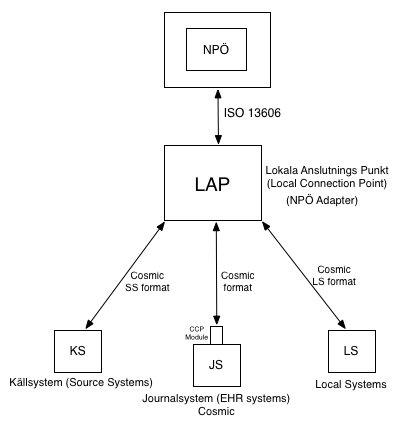 NPÖ
ISO 13606
LAP
Lokala Anslutnings Punkt
(Local Connection Point)
(NPÖ Adapter)
Cosmic
SS format
Cosmic
format
Cosmic
LS format
KS
CCP
Module
JS
LS
Källsystem (Source Systems)
Journalsystem (EHR systems)
Cosmic
Local Systems